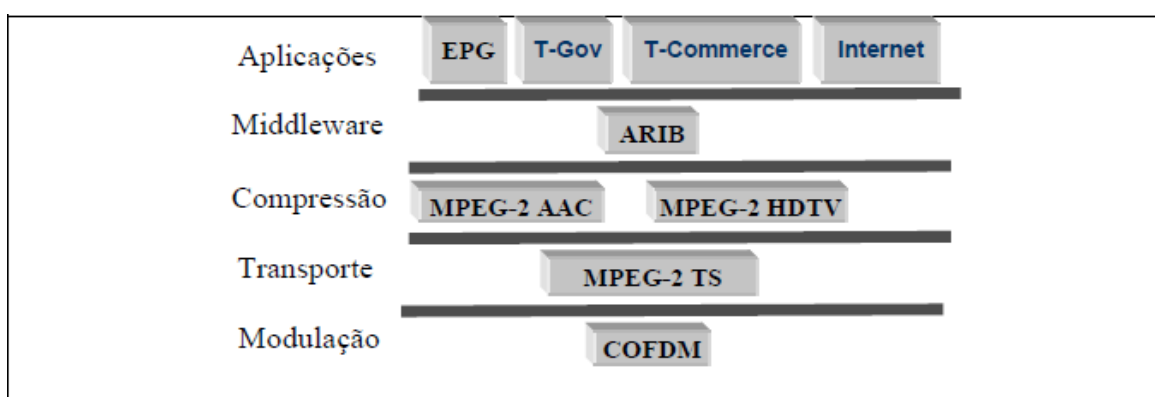 Aplicações EPG T-Gov T-Commerce Internet
Middleware ARIB
Compressão MPEG-2 AAC MPEG-2 HDTV
Transporte MPEG-2 TS
Modulação COFDM